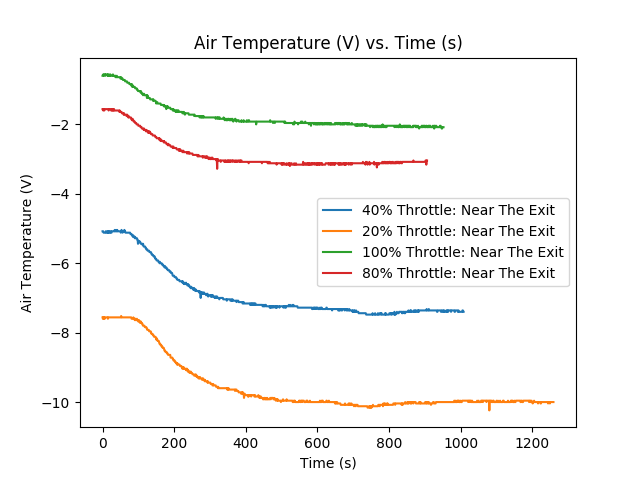 Air Temperature (V) vs. Time (s)
−2
−4
−6
−8
−10
Air Temperature (V)
40% Throttle: Near The Exit
20% Throttle: Near The Exit
100% Throttle: Near The Exit
80% Throttle: Near The Exit
0 200 400 600 800 1000 1200
Time (s)